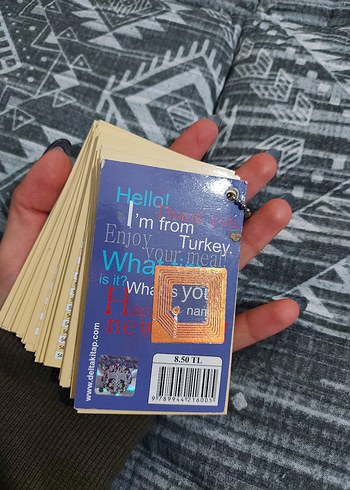 Hello!
I'm from
Turkey
Enjoy
your meal
What
is it?
What's your
name
new
www.deltakitap.com
8.50 TL
9789944216005